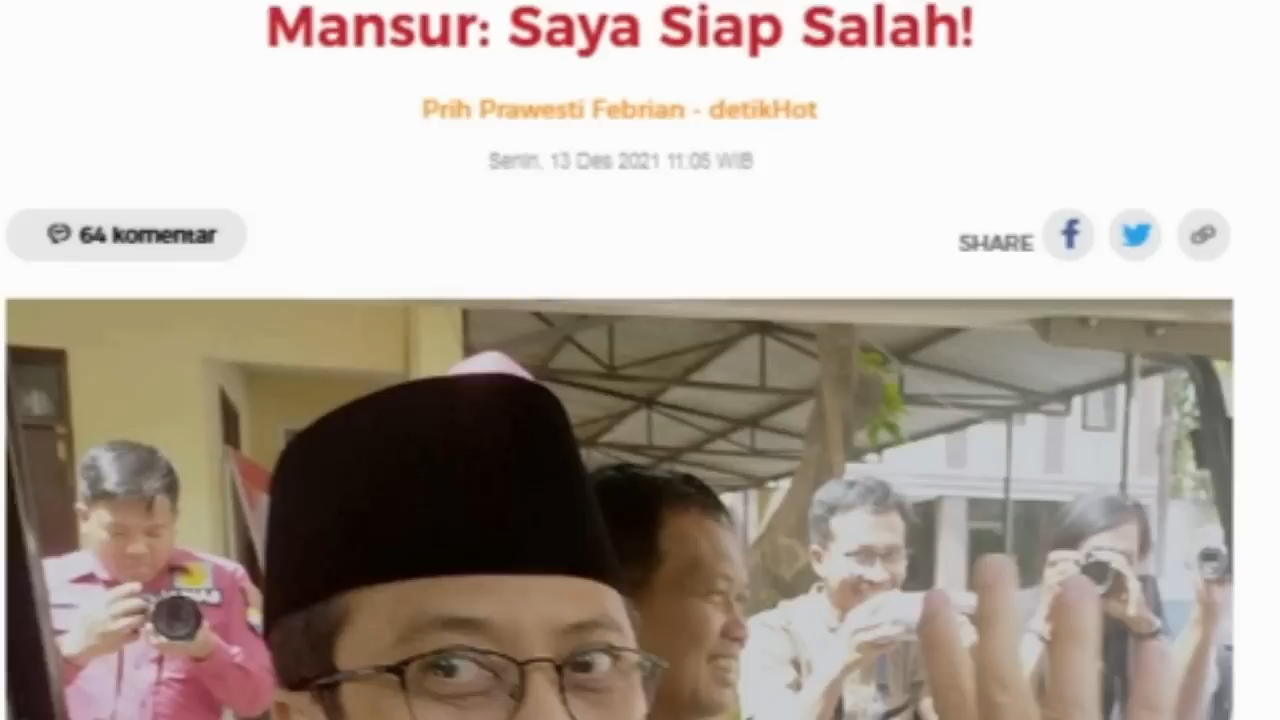 Mansur: Saya Siap Salah!
Prih Prawesti Febrian - detikHot
Senin, 13 Des 2021 11:05 WIB
64 komentar
SHARE